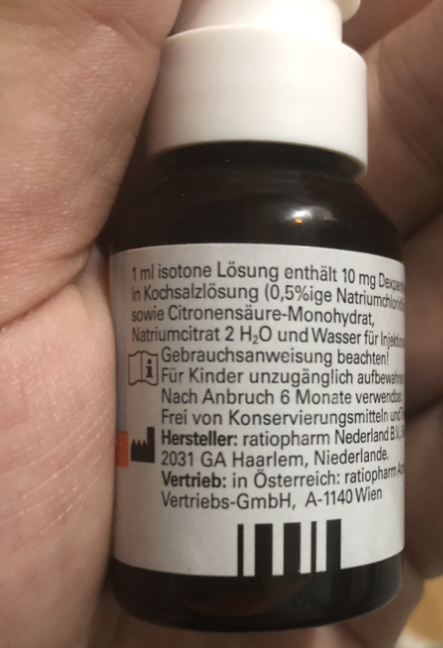 1 ml isotone Lösung enthält 10 mg
in Kochsalzlösung (0,5%ige
sowie Citronensäure-Monohydrat,
Natriumcitrat 2 H₂O und Wasser für
Gebrauchsanweisung beachten!
Für Kinder unzugänglich
Nach Anbruch 6 Monate verwendbar
Frei von Konservierungsmitteln und
Hersteller: ratiopharm Nederland B.V.
2031 GA Haarlem, Niederlande.
Vertrieb: in Österreich: ratiopharm
Vertriebs-GmbH, A-1140 Wien